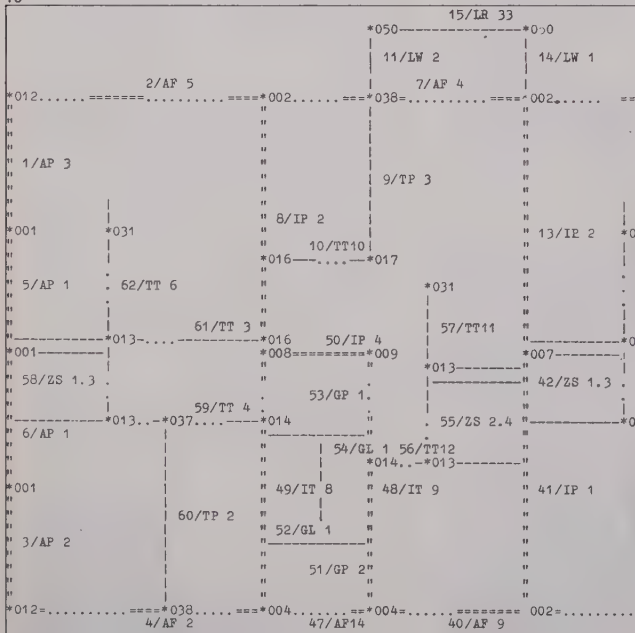 15/LR 33
*050----------------*050
11/LW 2 14/LW 1
2/AF 5 7/AF 4
*012......=======.........====*002......===*038=.........=====*002......==
1/AP 3
9/TP 3
8/IP 2
*001 *031 13/IP 2 *0
10/TT10
*016---....---*017
5/AP 1 62/TT 6 *031
61/TT 3 57/TT11
---------*013-....--------*016 50/IP 4 ---------*0
*001--------- *008==========*009 *007---------
58/ZS 1.3 *013---------
53/GP 1. 42/ZS 1.3
59/TT 4 55/ZS 2.4
---------*013..-*037....----*014 ---------*0
6/AP 1 54/GL 1 56/TT12
*014..-*013-------
*001 49/IT 8 48/IT 9 41/IP 1
60/TP 2
52/GL 1
3/AP 2
51/GP 2
*012=.........====*038......===*004=.........===*004=......======== 002=......==
4/AF 2 47/AF14 40/AF 9